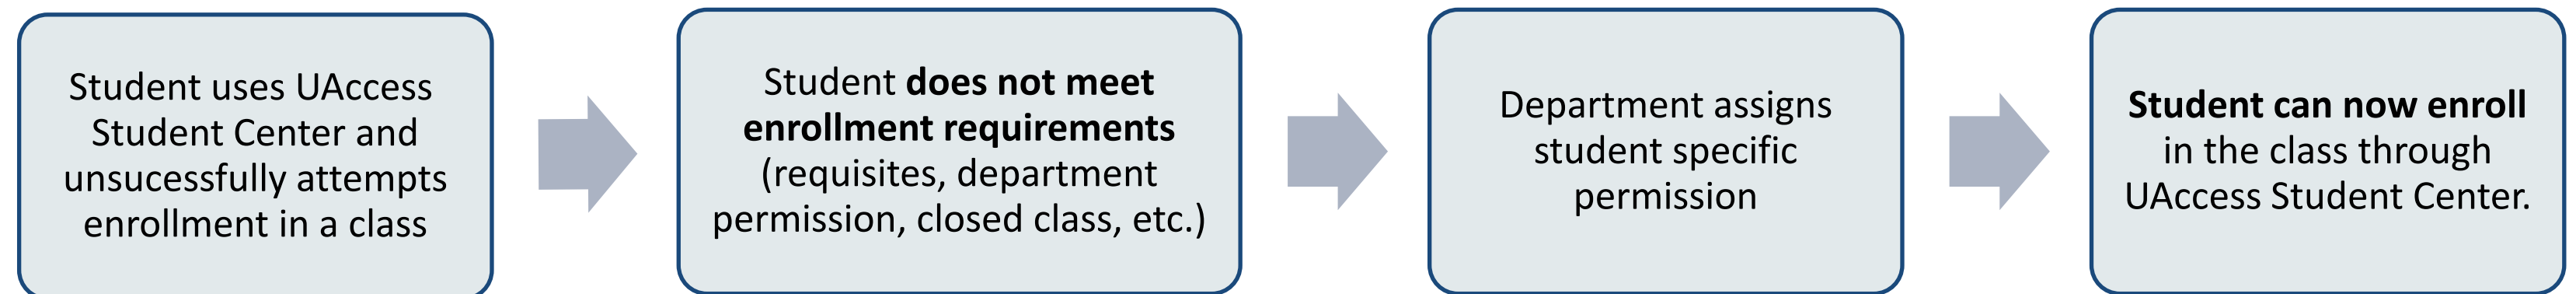 Student uses UAccess
Student Center and
unsucessfully attempts
enrollment in a class
Student does not meet
enrollment requirements
(requisites, department
permission, closed class, etc.)
Department assigns
student specific
permission
Student can now enroll
in the class through
UAccess Student Center.